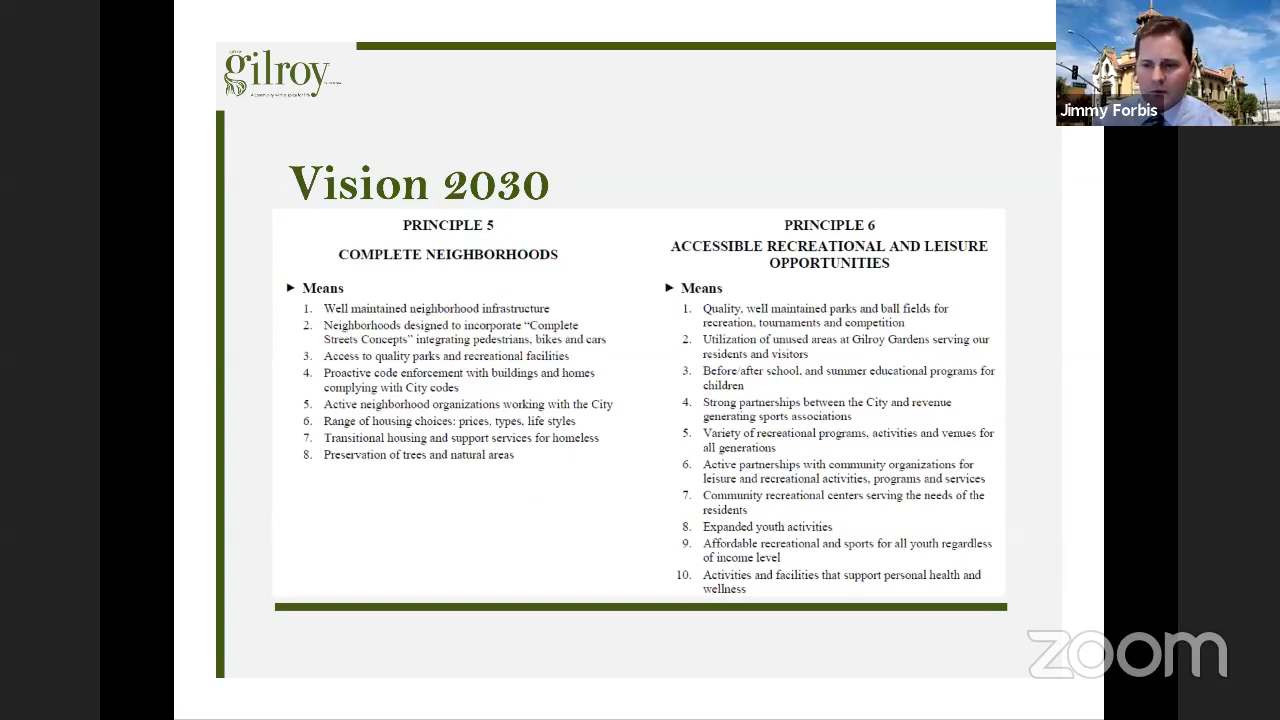 gilroy
Jimmy Forbis
Vision 2030
PRINCIPLE 5
COMPLETE NEIGHBORHOODS
Means
1. Well maintained neighborhood infrastructure
2. Neighborhoods designed to incorporate “Complete
Streets Concepts” integrating pedestrians, bikes and cars
3. Access to quality parks and recreational facilities
4. Proactive code enforcement with buildings and homes
complying with City codes
5. Active neighborhood organizations working with the City
6. Range of housing choices: prices, types, life styles
7. Transitional housing and support services for homeless
8. Preservation of trees and natural areas
PRINCIPLE 6
ACCESSIBLE RECREATIONAL AND LEISURE
OPPORTUNITIES
Means
1. Quality, well maintained parks and ball fields for
recreation, tournaments and competition
2. Utilization of unused areas at Gilroy Gardens serving our
residents and visitors
3. Before/after school, and summer educational programs for
children
4. Strong partnerships between the City and revenue
generating sports associations
5. Variety of recreational programs, activities and venues for
all generations
6. Active partnerships with community organizations for
leisure and recreational activities, programs and services
7. Community recreational centers serving the needs of the
residents
8. Expanded youth activities
9. Affordable recreational and sports for all youth regardless
of income level
10. Activities and facilities that support personal health and
wellness
zoom